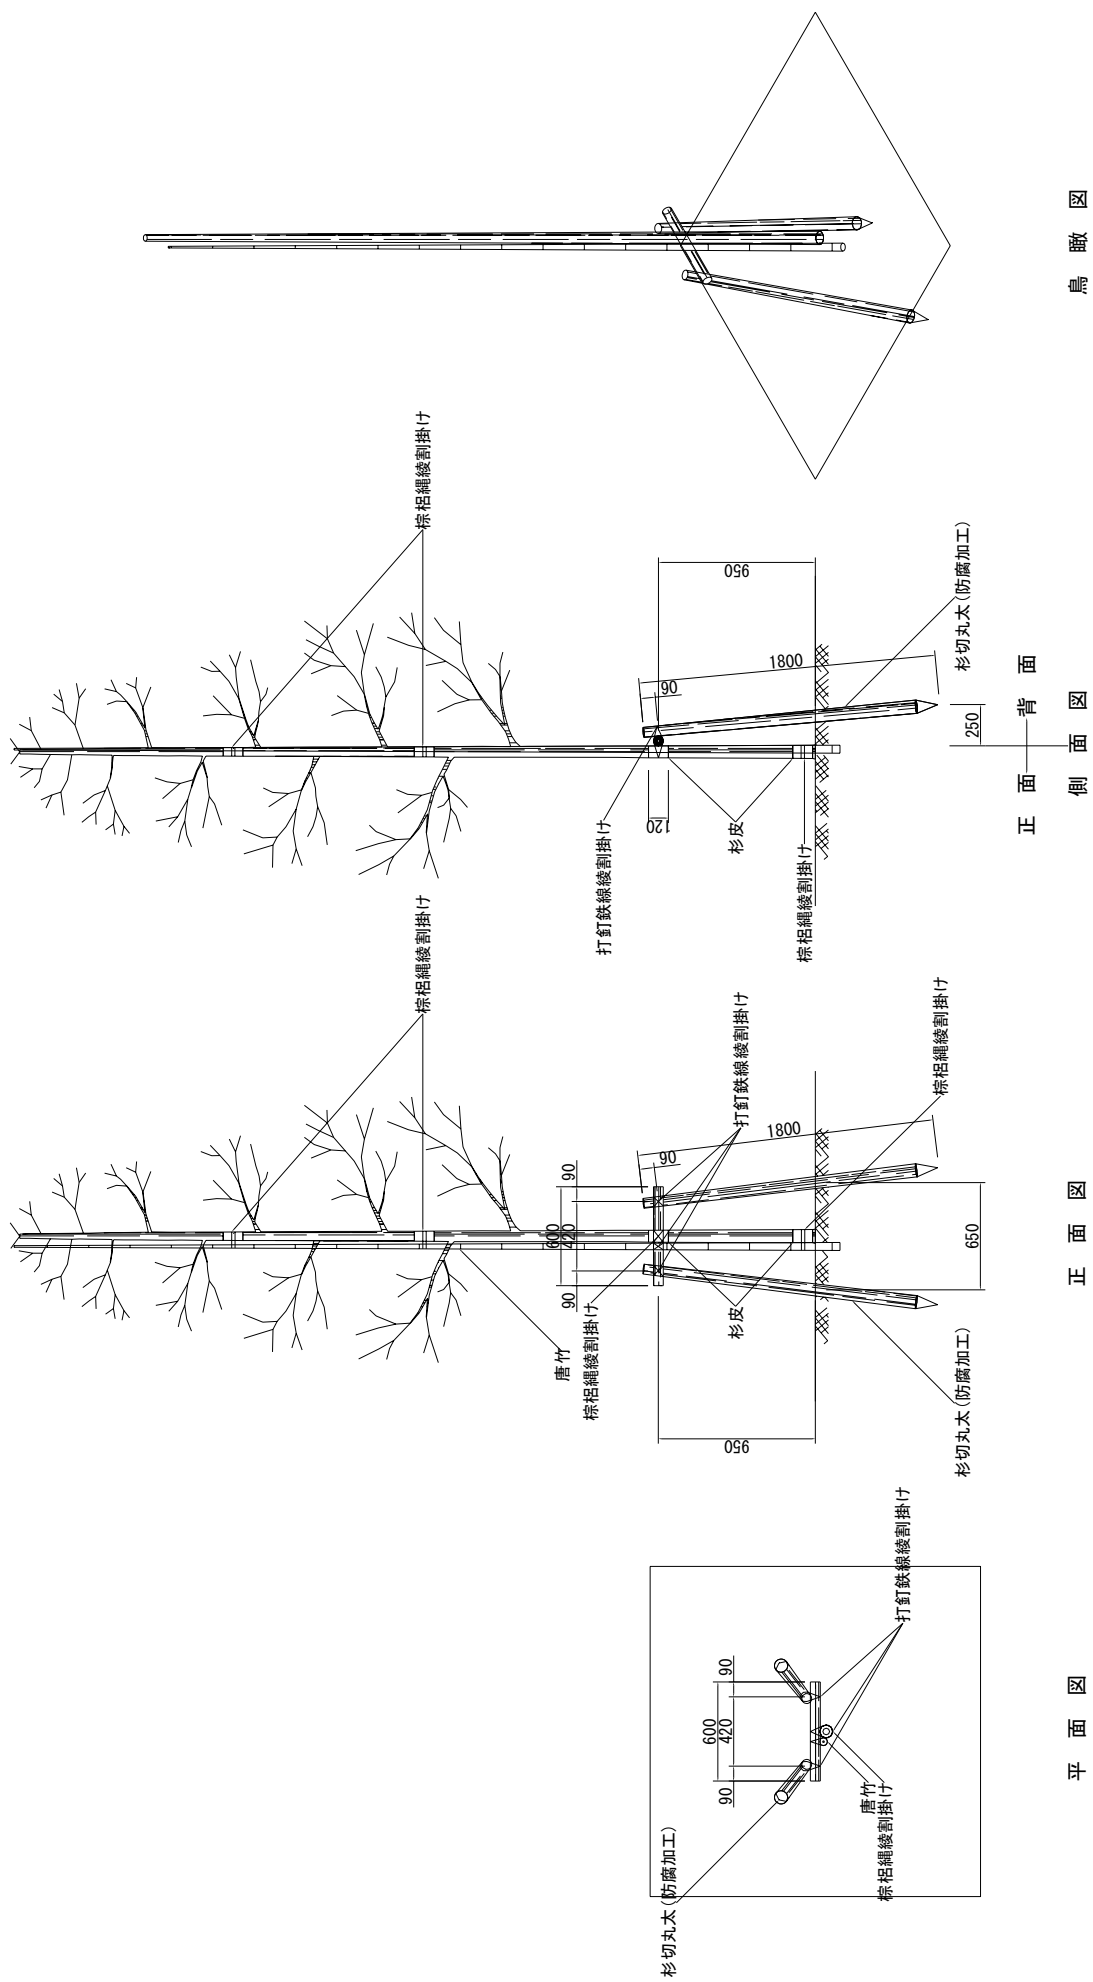 平面図
杉切丸太(防腐加工)
90
420
90
600
唐竹
棕梠縄綾割掛け
打釘鉄線綾割掛け
正面図
棕梠縄綾割掛け
唐竹
棕梠縄綾割掛け
90
420
90
600
90
1800
打釘鉄線綾割掛け
杉皮
950
650
杉切丸太(防腐加工)
棕梠縄綾割掛け
側面図
正面
背面
棕梠縄綾割掛け
打釘鉄線綾割掛け
120
杉皮
棕梠縄綾割掛け
90
1800
950
250
杉切丸太(防腐加工)
鳥瞰図